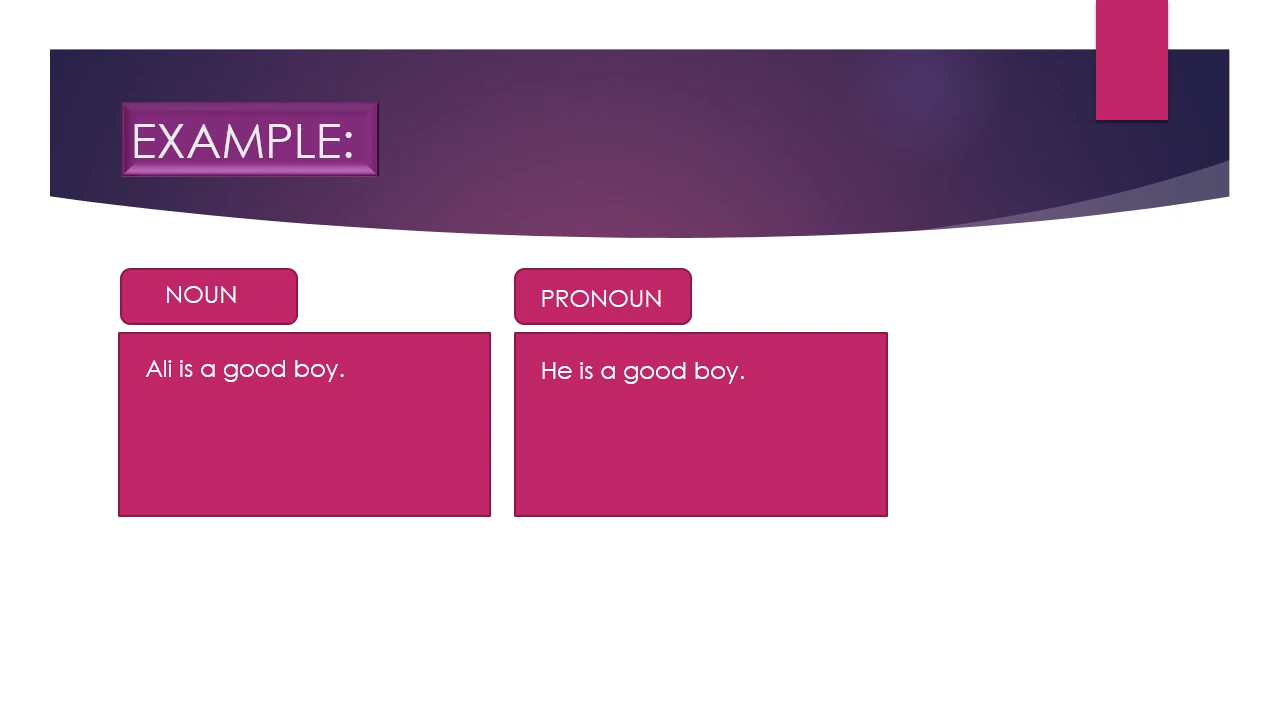 EXAMPLE:
NOUN
Ali is a good boy.
PRONOUN
He is a good boy.